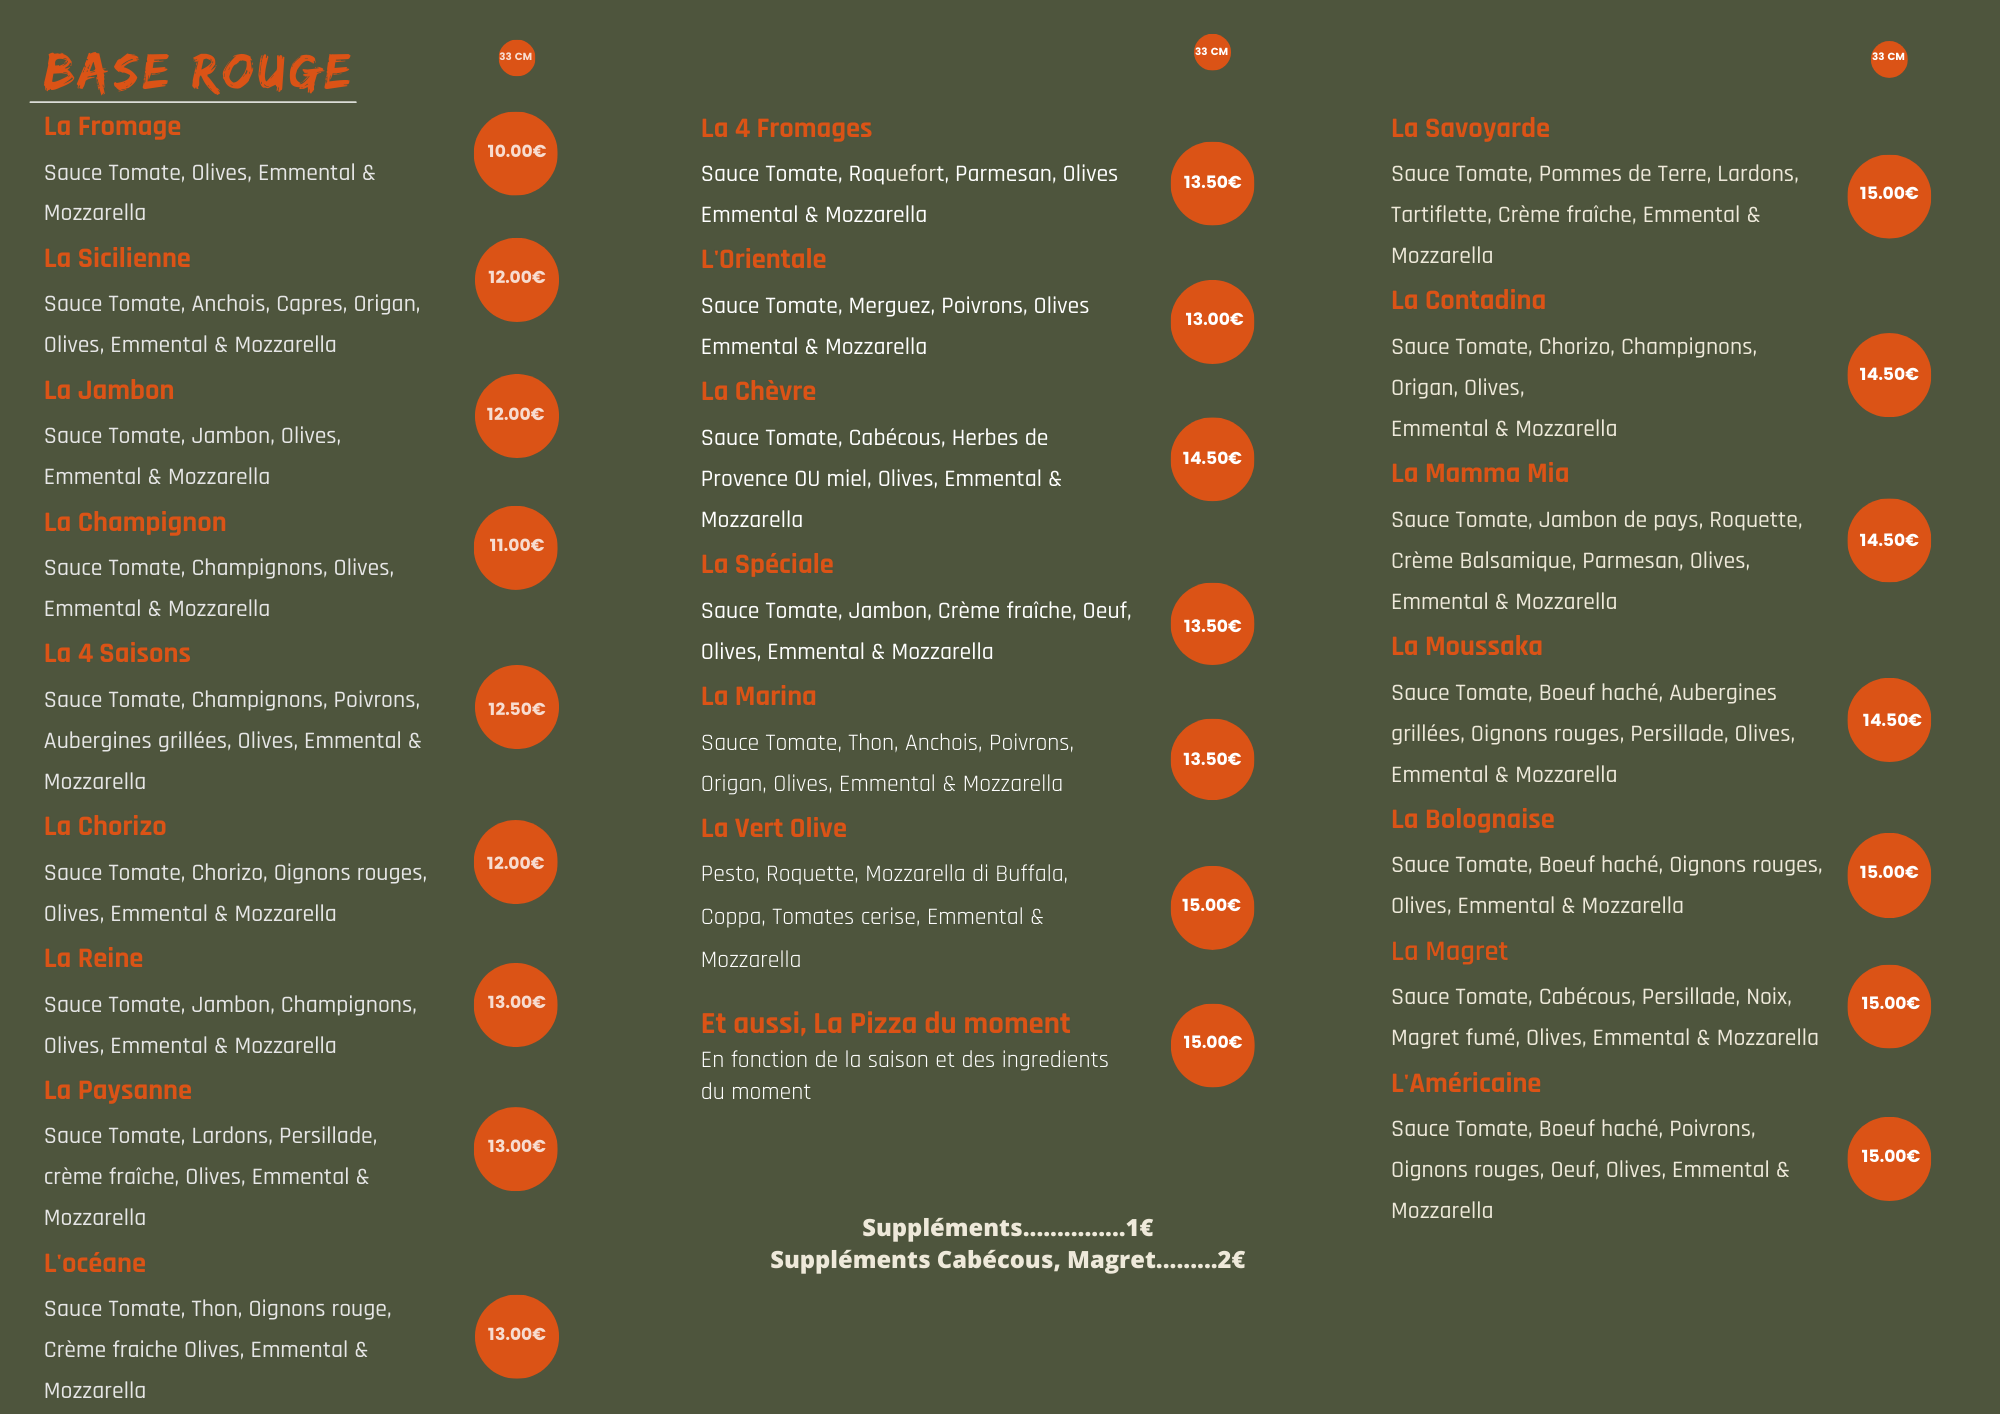 BASE ROUGE
33 CM
La Fromage
10.00€
Sauce Tomate, Olives, Emmental &
Mozzarella
La Sicilienne
12.00€
Sauce Tomate, Anchois, Capres, Origan,
Olives, Emmental & Mozzarella
La Jambon
12.00€
Sauce Tomate, Jambon, Olives,
Emmental & Mozzarella
La Champignon
11.00€
Sauce Tomate, Champignons, Olives,
Emmental & Mozzarella
La 4 Saisons
12.50€
Sauce Tomate, Champignons, Poivrons,
Aubergines grillées, Olives, Emmental &
Mozzarella
La Chorizo
12.00€
Sauce Tomate, Chorizo, Oignons rouges,
Olives, Emmental & Mozzarella
La Reine
13.00€
Sauce Tomate, Jambon, Champignons,
Olives, Emmental & Mozzarella
La Paysanne
13.00€
Sauce Tomate, Lardons, Persillade,
crème fraîche, Olives, Emmental &
Mozzarella
L'océane
13.00€
Sauce Tomate, Thon, Oignons rouge,
Crème fraiche Olives, Emmental &
Mozzarella
33 CM
La 4 Fromages
13.50€
Sauce Tomate, Roquefort, Parmesan, Olives
Emmental & Mozzarella
L'Orientale
13.00€
Sauce Tomate, Merguez, Poivrons, Olives
Emmental & Mozzarella
La Chèvre
14.50€
Sauce Tomate, Cabécous, Herbes de
Provence OU miel, Olives, Emmental &
Mozzarella
La Spéciale
13.50€
Sauce Tomate, Jambon, Crème fraîche, Oeuf,
Olives, Emmental & Mozzarella
La Marina
13.50€
Sauce Tomate, Thon, Anchois, Poivrons,
Origan, Olives, Emmental & Mozzarella
La Vert Olive
15.00€
Pesto, Roquette, Mozzarella di Buffala,
Coppa, Tomates cerise, Emmental &
Mozzarella
Et aussi, La Pizza du moment
15.00€
En fonction de la saison et des ingredients
du moment
Suppléments...............1€
Suppléments Cabécous, Magret.........2€
33 CM
La Savoyarde
15.00€
Sauce Tomate, Pommes de Terre, Lardons,
Tartiflette, Crème fraîche, Emmental &
Mozzarella
La Contadina
14.50€
Sauce Tomate, Chorizo, Champignons,
Origan, Olives,
Emmental & Mozzarella
La Mamma Mia
14.50€
Sauce Tomate, Jambon de pays, Roquette,
Crème Balsamique, Parmesan, Olives,
Emmental & Mozzarella
La Moussaka
14.50€
Sauce Tomate, Boeuf haché, Aubergines
grillées, Oignons rouges, Persillade, Olives,
Emmental & Mozzarella
La Bolognaise
15.00€
Sauce Tomate, Boeuf haché, Oignons rouges,
Olives, Emmental & Mozzarella
La Magret
15.00€
Sauce Tomate, Cabécous, Persillade, Noix,
Magret fumé, Olives, Emmental & Mozzarella
L'Américaine
15.00€
Sauce Tomate, Boeuf haché, Poivrons,
Oignons rouges, Oeuf, Olives, Emmental &
Mozzarella